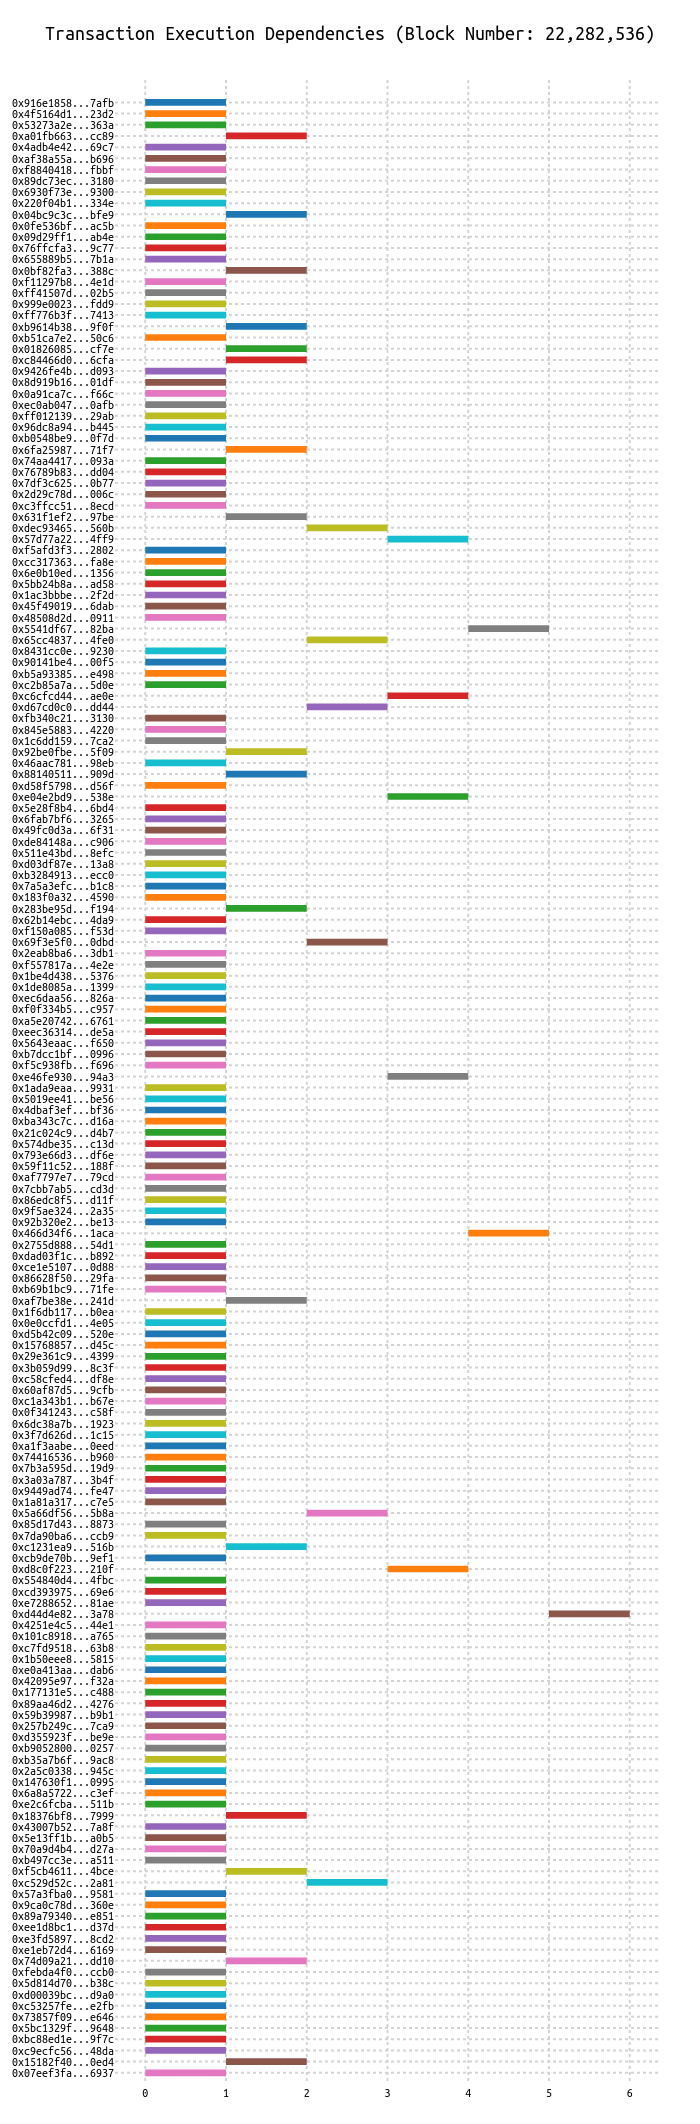 Transaction Execution Dependencies (Block Number: 22,282,536)
0x916e1858...7afb
0x4f5164d1...23d2
0x53273a2e...363a
0xa01fb663...cc89
0x4adb4e42...69c7
0xaf38a55a...b696
0xf8840418...fbbf
0x89dc73ec...3180
0x6930f73e...9300
0x220f04b1...334e
0x04bc9c3c...bfe9
0x0fe536bf...ac5b
0x09d29ff1...ab4e
0x76ffcfa3...9c77
0x655889b5...7b1a
0x0bf82fa3...388c
0xf11297b8...4e1d
0xff41507d...02b5
0x999e0023...fdd9
0xff776b3f...7413
0xb9614b38...9f0f
0xb51ca7e2...50c6
0x01826085...cf7e
0xc84466d0...6cfa
0x9426fe4b...d093
0x8d919b16...01df
0x0a91ca7c...f66c
0xec0ab047...0afb
0xff012139...29ab
0x96dc8a94...b445
0xb0548be9...0f7d
0x6fa25987...71f7
0x74aa4417...093a
0x76789b83...dd04
0x7df3c625...0b77
0x2d29c78d...006c
0xc3ffcc51...8ecd
0x631f1ef2...97be
0xdec93465...560b
0x57d77a22...4ff9
0xf5afd3f3...2802
0xcc317363...fa8e
0x6e0b10ed...1356
0x5bb24b8a...ad58
0x1ac3bbbe...2f2d
0x45f49019...6dab
0x48508d2d...0911
0x5541df67...82ba
0x65cc4837...4fe0
0x8431cc0e...9230
0x90141be4...00f5
0xb5a93385...e498
0xc2b85a7a...5d0e
0xc6cfcd44...ae0e
0xd67cd0c0...dd44
0xfb340c21...3130
0x845e5883...4220
0x1c6dd159...7ca2
0x92be0fbe...5f09
0x46aac781...98eb
0x88140511...909d
0xd58f5798...d56f
0xe04e2bd9...538e
0x5e28f8b4...6bd4
0x6fab7bf6...3265
0x49fc0d3a...6f31
0xde84148a...c906
0x511e43bd...8efc
0xd03df87e...13a8
0xb3284913...ecc0
0x7a5a3efc...b1c8
0x183f0a32...4590
0x283be95d...f194
0x62b14ebc...4da9
0xf150a085...f53d
0x69f3e5f0...0dbd
0x2eab8ba6...3db1
0xf557817a...4e2e
0x1be4d438...5376
0x1de8085a...1399
0xec6daa56...826a
0xf0f334b5...c957
0xa5e20742...6761
0xeec36314...de5a
0x5643eaac...f650
0xb7dcc1bf...0996
0xf5c938fb...f696
0xe46fe930...94a3
0x1ada9eaa...9931
0x5019ee41...be56
0x4dbaf3ef...bf36
0xba343c7c...d16a
0x21c024c9...d4b7
0x574dbe35...c13d
0x793e66d3...df6e
0x59f11c52...188f
0xaf7797e7...79cd
0x7cbb7ab5...cd3d
0x86edc8f5...d11f
0x9f5ae324...2a35
0x92b320e2...be13
0x466d34f6...1aca
0x2755d888...54d1
0xdad03f1c...b892
0xce1e5107...0d88
0x86628f50...29fa
0xb69b1bc9...71fe
0xaf7be38e...241d
0x1f6db117...b0ea
0x0e0ccfd1...4e05
0xd5b42c09...520e
0x15768857...d45c
0x29e361c9...4399
0x3b059d99...8c3f
0xc58cfed4...df8e
0x60af87d5...9cfb
0xc1a343b1...b67e
0x0f341243...c58f
0x6dc38a7b...1923
0x3f7d626d...1c15
0xa1f3aabe...0eed
0x74416536...b960
0x7b3a595d...19d9
0x3a03a787...3b4f
0x9449ad74...fe47
0x1a81a317...c7e5
0x5a66df56...5b8a
0x85d17d43...8873
0x7da90ba6...ccb9
0xc1231ea9...516b
0xcb9de70b...9ef1
0xd8c0f223...210f
0x554840d4...4fbc
0xcd393975...69e6
0xe7288652...81ae
0xd44d4e82...3a78
0x4251e4c5...44e1
0x101c8918...a765
0xc7fd9518...63b8
0x1b50eee8...5815
0xe0a413aa...dab6
0x42095e97...f32a
0x177131e5...c488
0x89aa46d2...4276
0x59b39987...b9b1
0x257b249c...7ca9
0xd355923f...be9e
0xb9052800...0257
0xb35a7b6f...9ac8
0x2a5c0338...945c
0x147630f1...0995
0x6a8a5722...c3ef
0xe2c6fcba...511b
0x18376bf8...7999
0x43007b52...7a8f
0x5e13ff1b...a0b5
0x70a9d4b4...d27a
0xb497cc3e...a511
0xf5cb4611...4bce
0xc529d52c...2a81
0x57a3fba0...9581
0x9ca0c78d...360e
0x89a79340...e851
0xee1d8bc1...d37d
0xe3fd5897...8cd2
0xe1eb72d4...6169
0x74d09a21...dd10
0xfebda4f0...ccb0
0x5d814d70...b38c
0xd00039bc...d9a0
0xc53257fe...e2fb
0x73857f09...e646
0x5bc1329f...9648
0xbc88ed1e...9f7c
0xc9ecfc56...48da
0x15182f40...0ed4
0x07eef3fa...6937
0 1 2 3 4 5 6